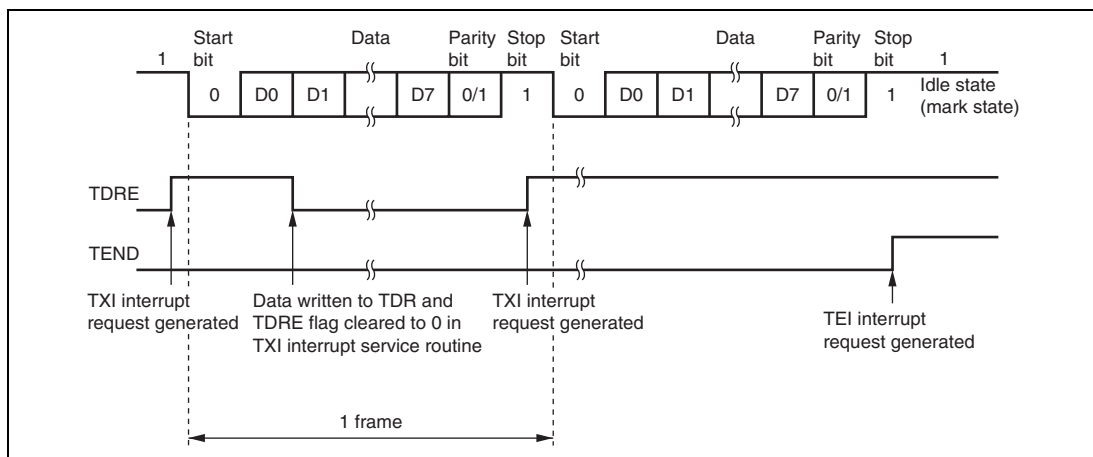 1
Start
bit
Data
Parity
bit
Stop
bit
Start
bit
Data
Parity
bit
Stop
bit
1
0 D0 D1 D7 0/1 1 0 D0 D1 D7 0/1 1
Idle state
(mark state)
TDRE
TEND
TXI interrupt
request generated
Data written to TDR and
TDRE flag cleared to 0 in
TXI interrupt service routine
TXI interrupt
request generated
TEI interrupt
request generated
1 frame